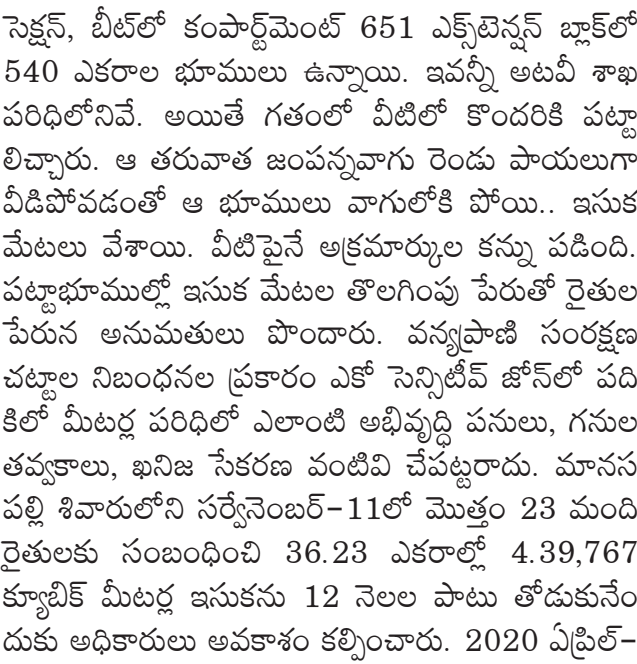 సెక్షన్, బీట్‌లో కంపార్ట్‌మెంట్ 651 ఎక్స్‌టెన్షన్ బ్లాక్‌లో
540 ఎకరాల భూములు ఉన్నాయి. ఇవన్నీ అటవీ శాఖ
పరిధిలోనివే. అయితే గతంలో వీటిలో కొందరికి పట్టా
లిచ్చారు. ఆ తరువాత జంపన్నవాగు రెండు పాయలుగా
వీడిపోవడంతో ఆ భూములు వాగులోకి పోయి.. ఇసుక
మేటలు వేశాయి. వీటిపైనే అక్రమార్కుల కన్ను పడింది.
పట్టాభూముల్లో ఇసుక మేటల తొలగింపు పేరుతో రైతుల
పేరున అనుమతులు పొందారు. వన్యప్రాణి సంరక్షణ
చట్టాల నిబంధనల ప్రకారం ఎకో సెన్సిటీవ్ జోన్‌లో పది
కిలో మీటర్ల పరిధిలో ఎలాంటి అభివృద్ధి పనులు, గనుల
తవ్వకాలు, ఖనిజ సేకరణ వంటివి చేపట్టరాదు. మానస
పల్లి శివారులోని సర్వేనెంబర్-11లో మొత్తం 23 మంది
రైతులకు సంబంధించి 36.23 ఎకరాల్లో 4.39,767
క్యూబిక్ మీటర్ల ఇసుకను 12 నెలల పాటు తోడుకునేం
దుకు అధికారులు అవకాశం కల్పించారు. 2020 ఏప్రిల్-